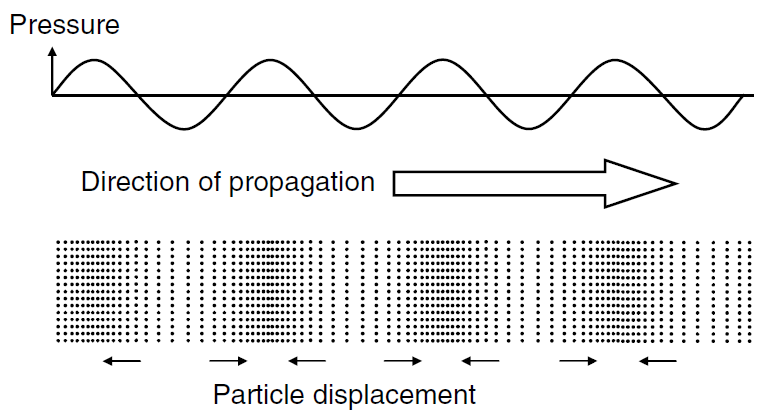 Pressure
Direction of propagation
Particle displacement